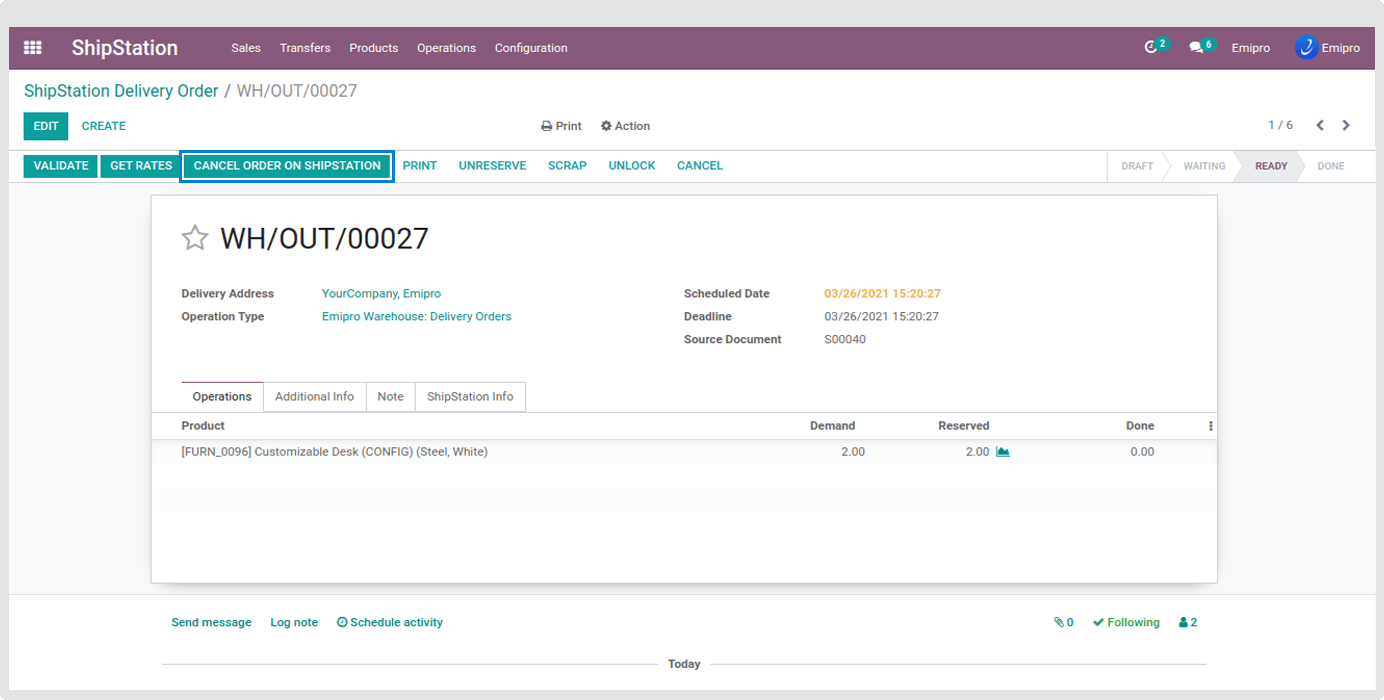 ShipStation Sales Transfers Products Operations Configuration 2 6 Emipro Emipro
ShipStation Delivery Order / WH/OUT/00027
EDIT CREATE Print Action 1 / 6
VALIDATE GET RATES CANCEL ORDER ON SHIPSTATION PRINT UNRESERVE SCRAP UNLOCK CANCEL DRAFT WAITING READY DONE
WH/OUT/00027
Delivery Address YourCompany, Emipro Scheduled Date 03/26/2021 15:20:27
Operation Type Emipro Warehouse: Delivery Orders Deadline 03/26/2021 15:20:27
Source Document S00040
Operations Additional Info Note ShipStation Info
Product Demand Reserved Done
[FURN_0096] Customizable Desk (CONFIG) (Steel, White) 2.00 2.00 0.00
Send message Log note Schedule activity 0 Following 2
Today